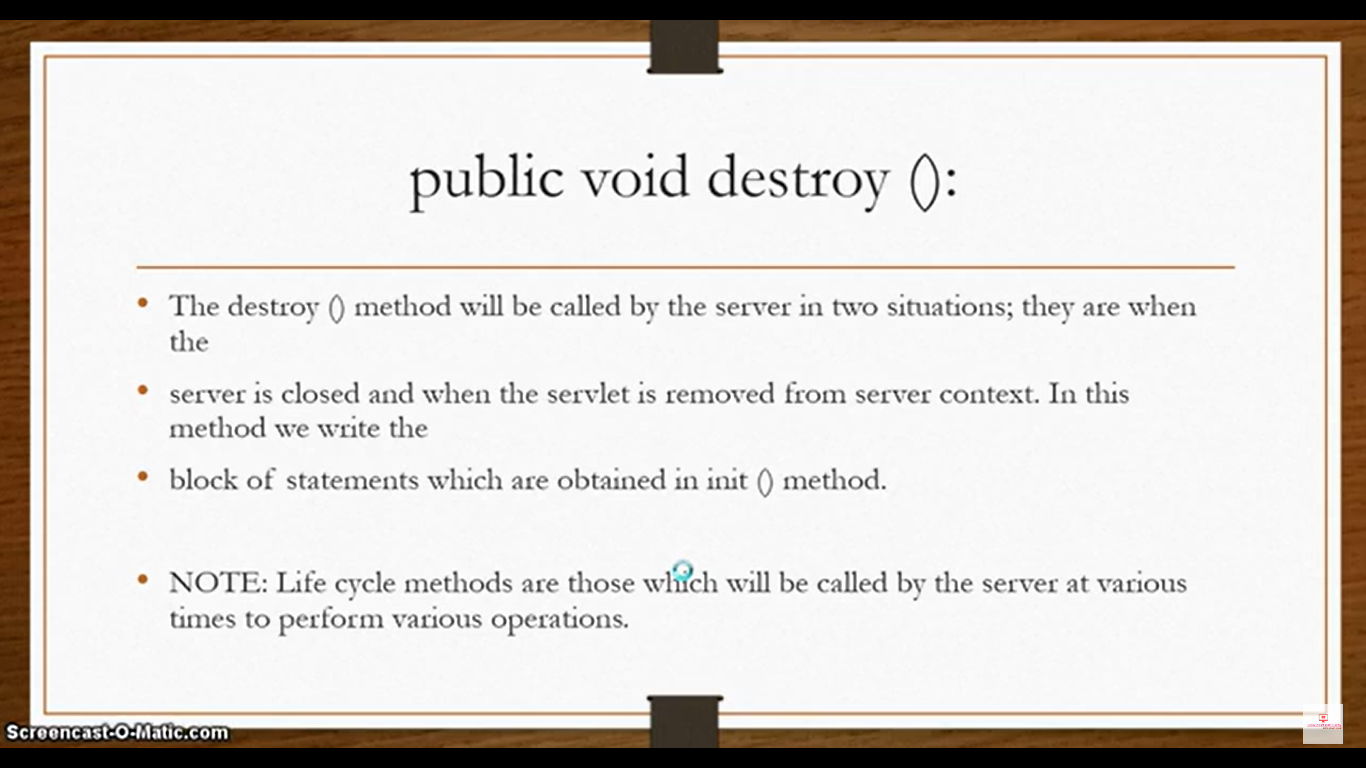 public void destroy ():
• The destroy () method will be called by the server in two situations; they are when
the
• server is closed and when the servlet is removed from server context. In this
method we write the
• block of statements which are obtained in init () method.
• NOTE: Life cycle methods are those which will be called by the server at various
times to perform various operations.
Screencast-O-Matic.com